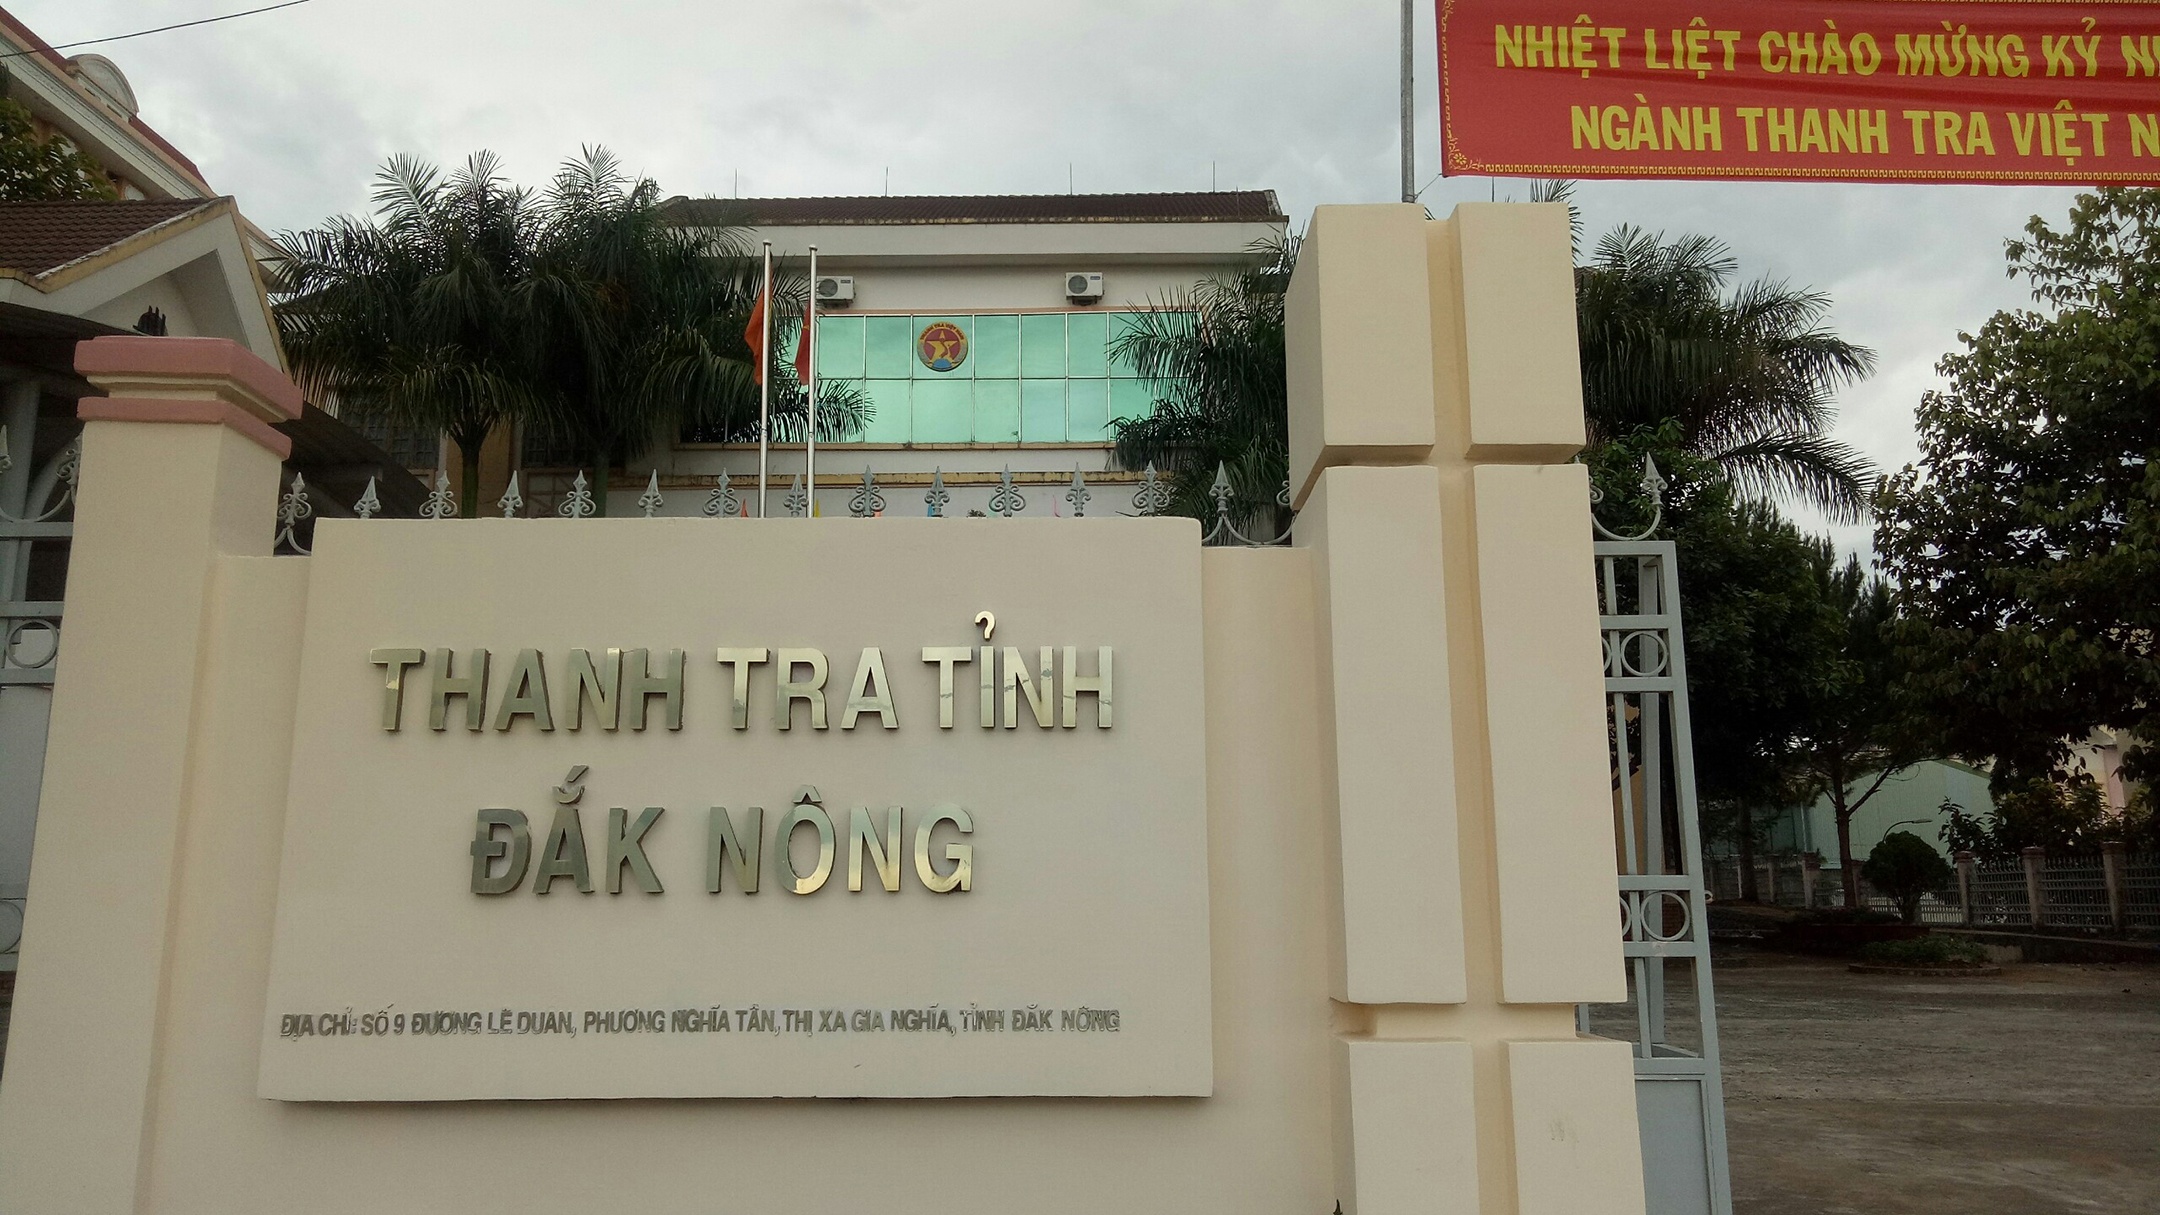 NHIỆT LIỆT CHÀO MỪNG KỶ
NGÀNH THANH TRA VIỆT
THANH TRA TỈNH
ĐẮK NÔNG
ĐỊA CHỈ: SỐ 9 ĐƯỜNG LÊ DUẨN, PHƯỜNG NGHĨA TÂN, THỊ XÃ GIA NGHĨA, TỈNH ĐẮK NÔNG